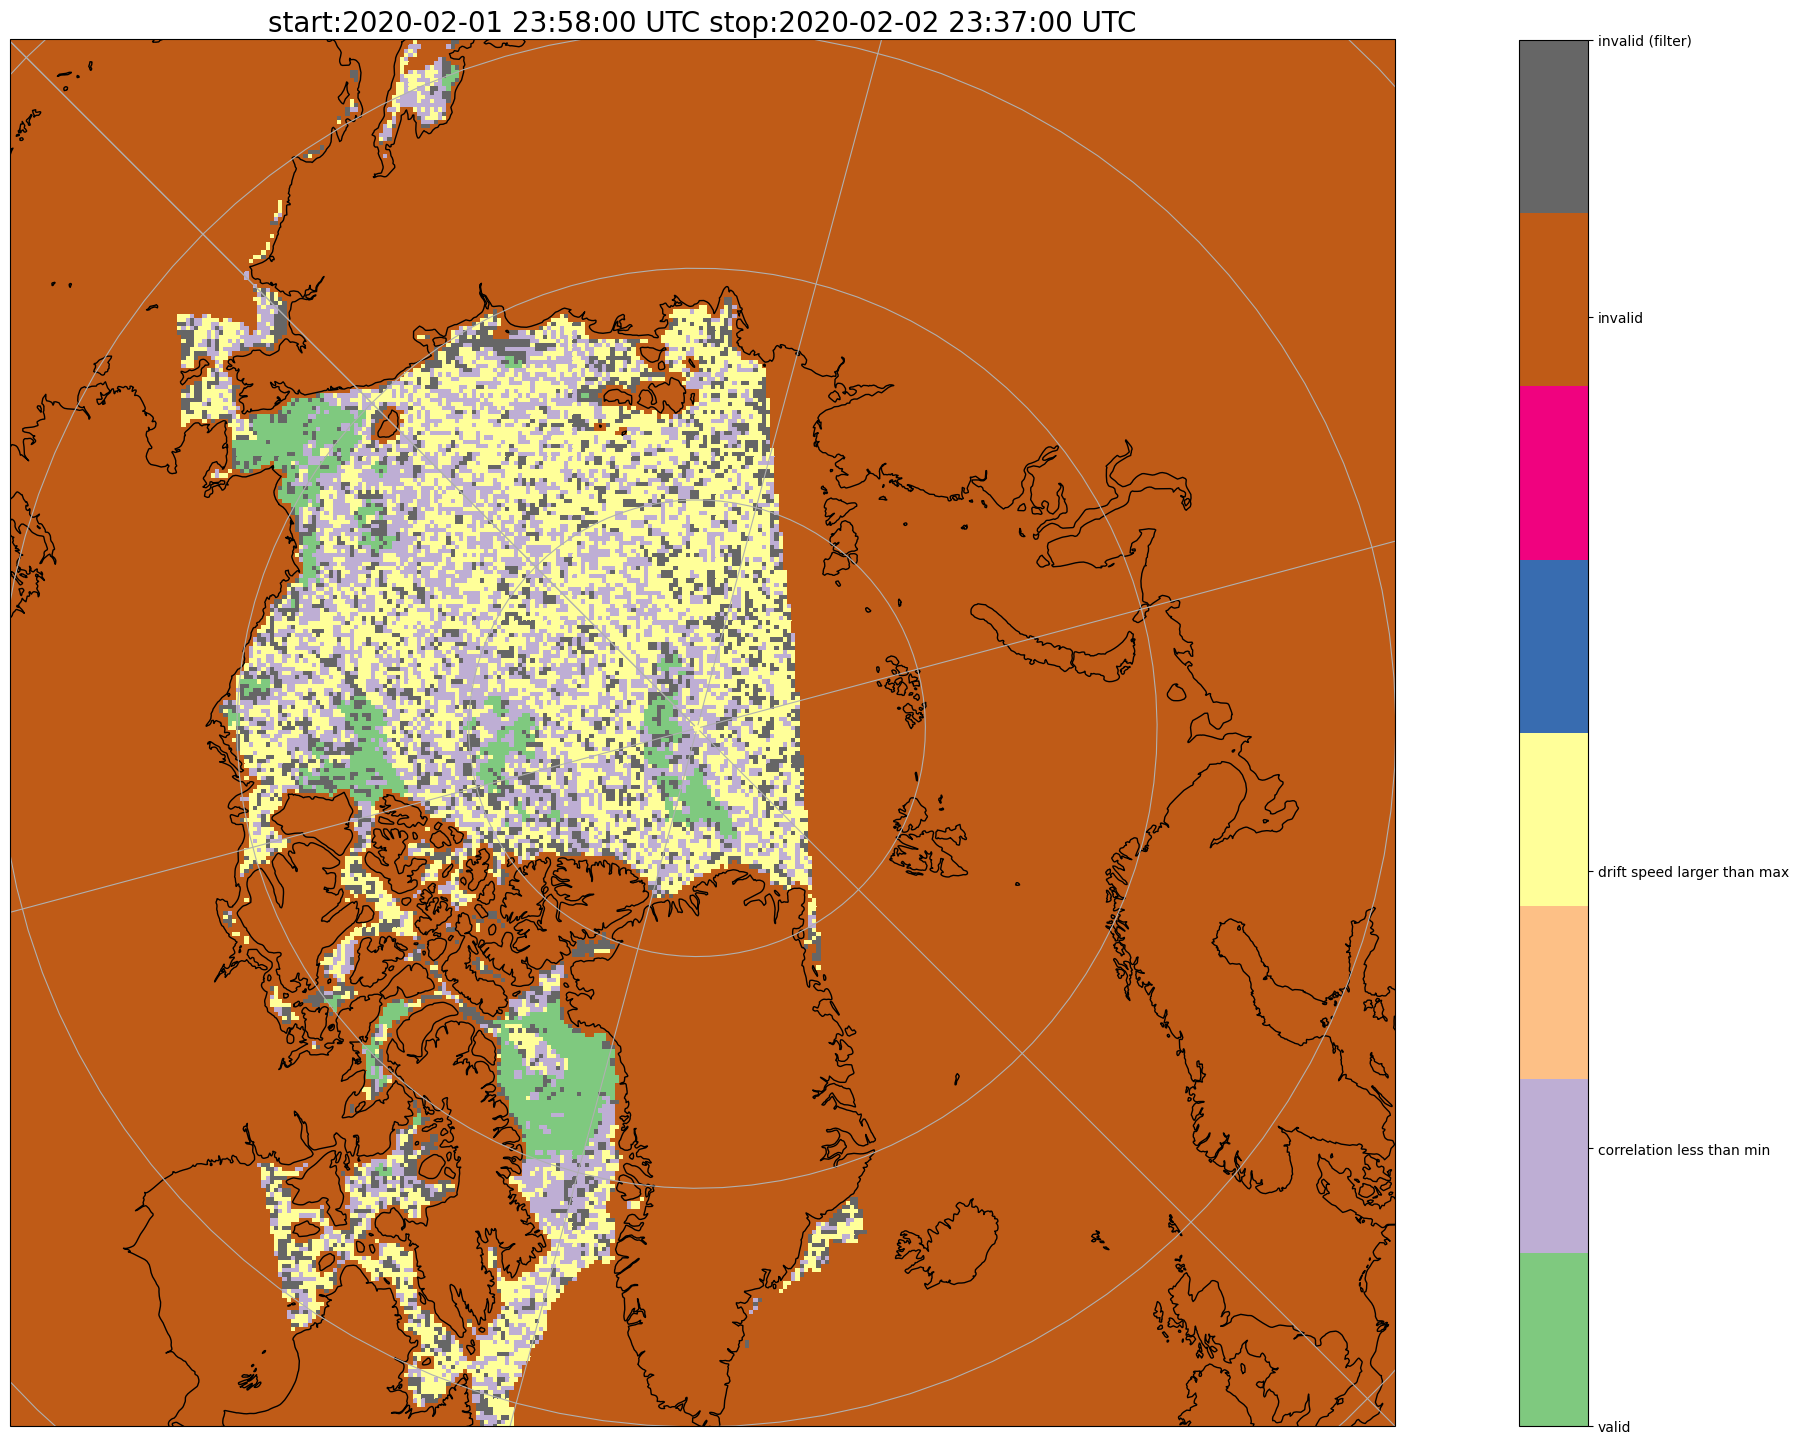 start:2020-02-01 23:58:00 UTC stop:2020-02-02 23:37:00 UTC
invalid (filter)
invalid
drift speed larger than max
correlation less than min
valid